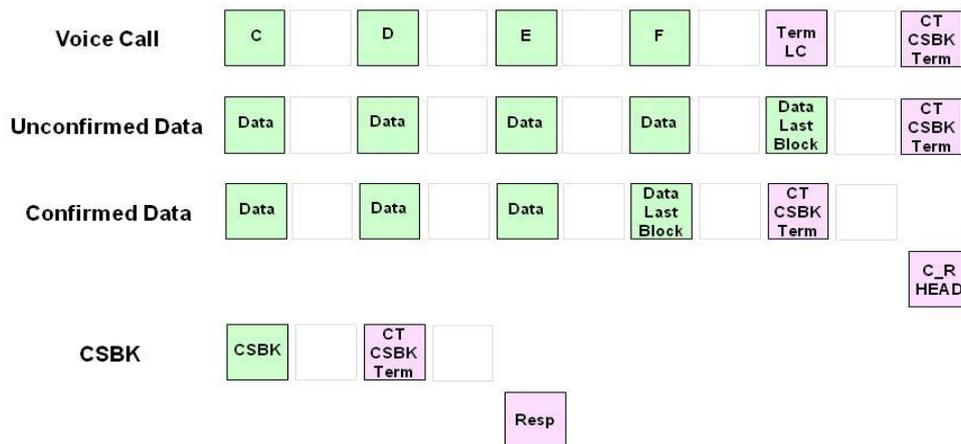 Voice Call
C
D
E
F
Term
LC
CT
CSBK
Term
Unconfirmed Data
Data
Data
Data
Data
Data
Last
Block
CT
CSBK
Term
Confirmed Data
Data
Data
Data
Data
Last
Block
CT
CSBK
Term
C_R
HEAD
CSBK
CSBK
CT
CSBK
Term
Resp